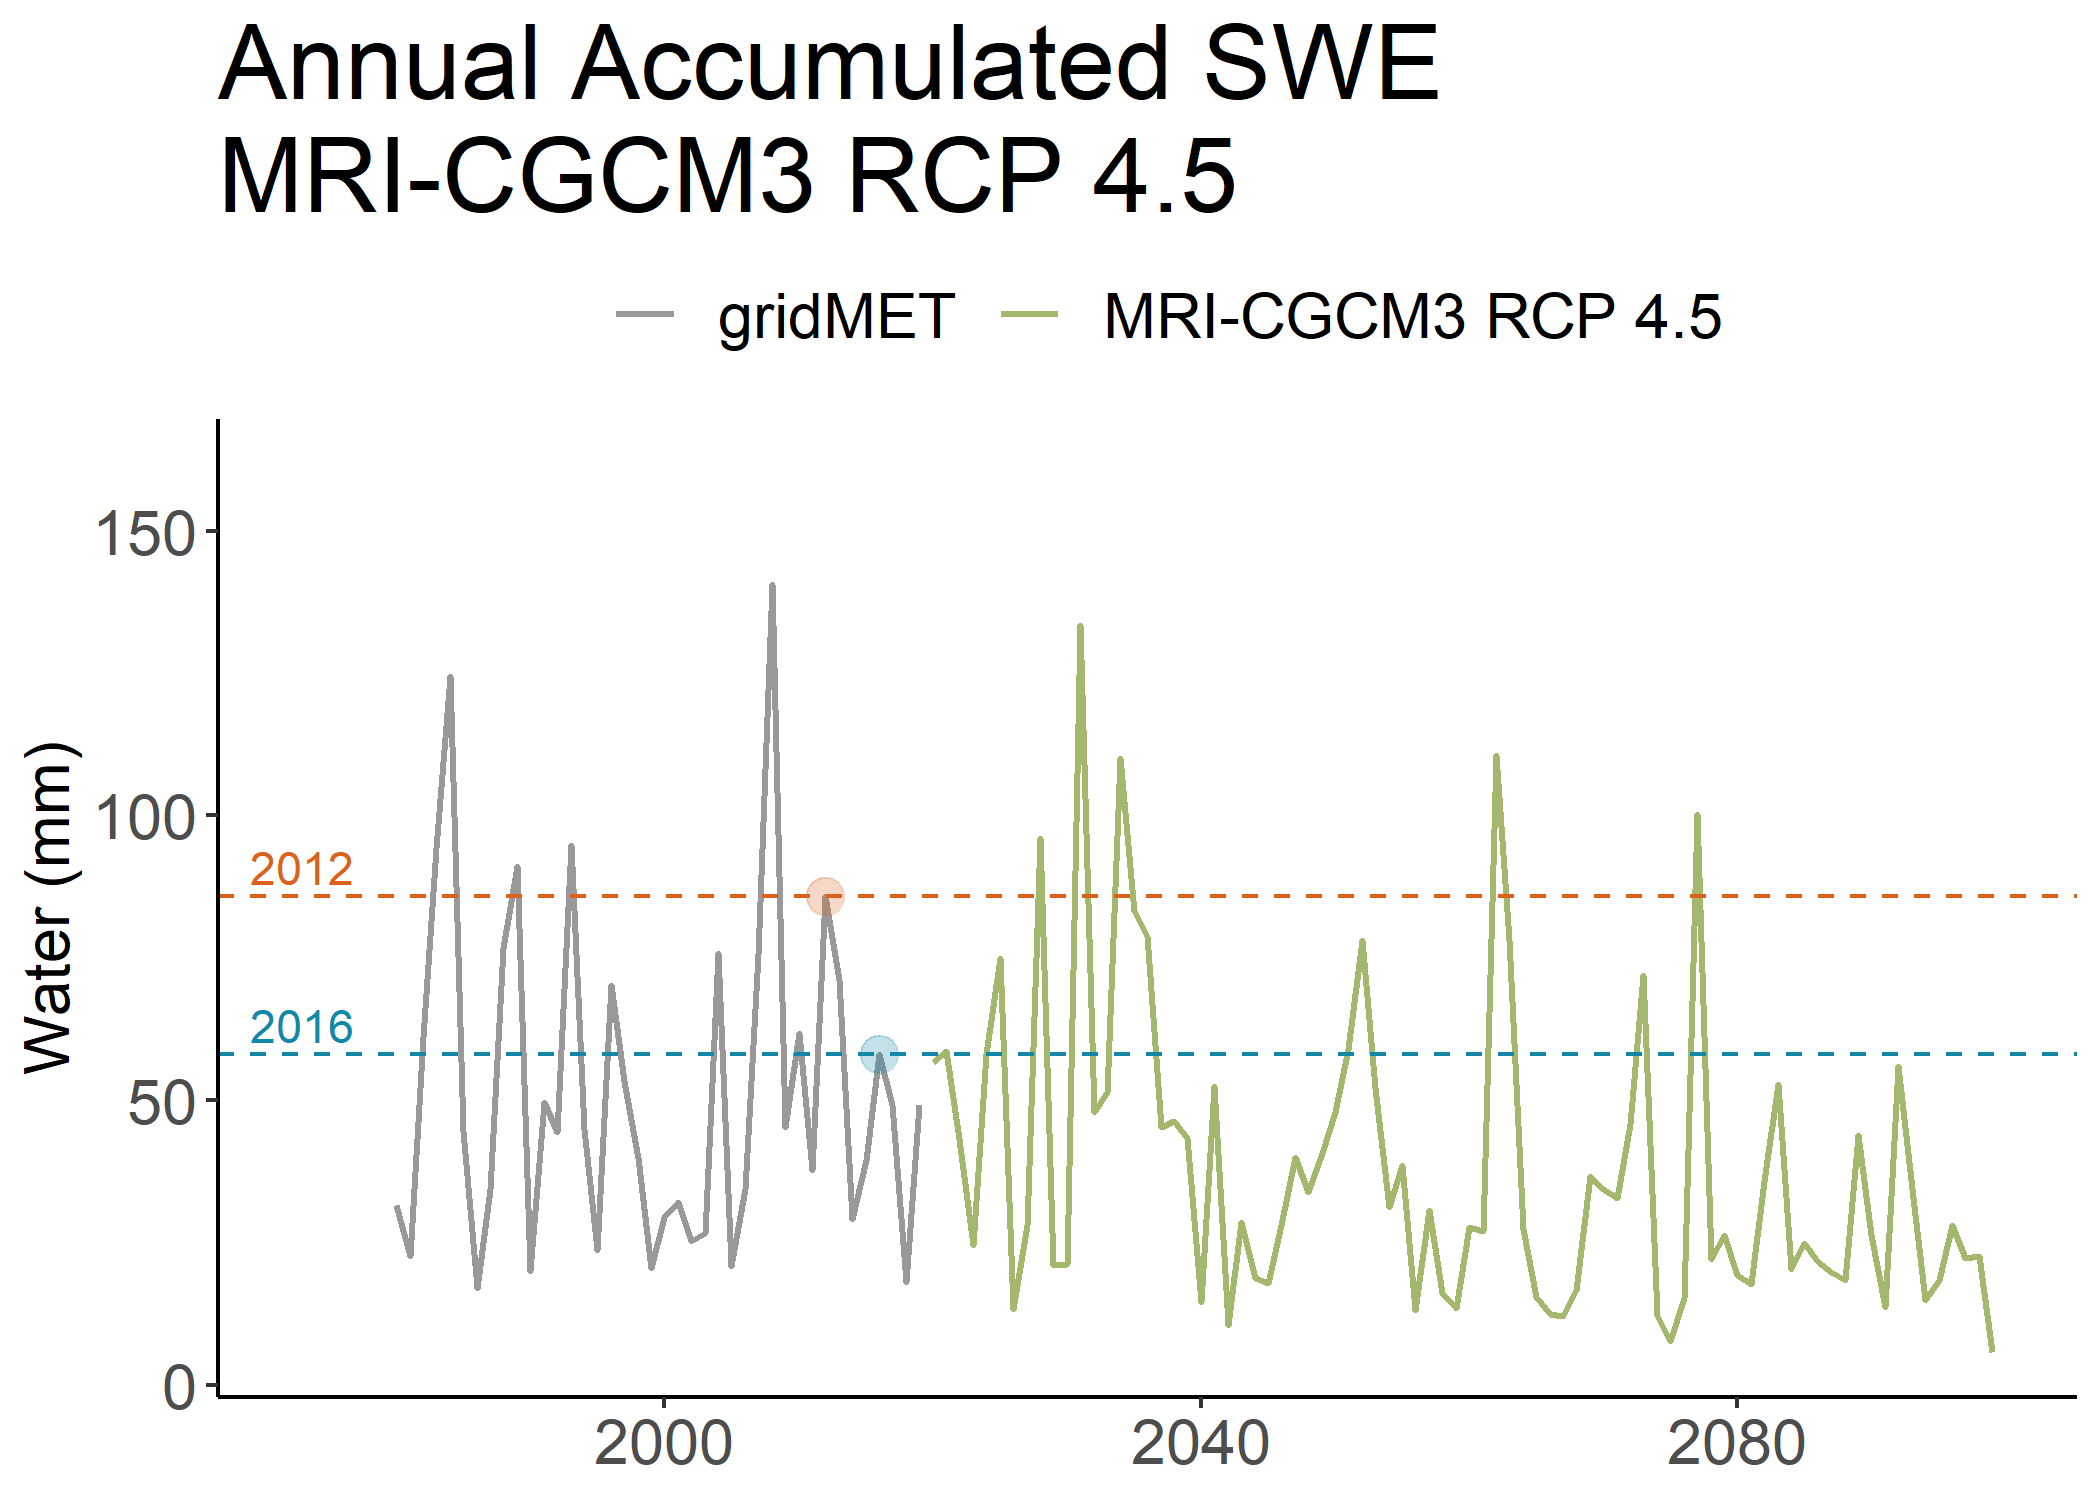 Annual Accumulated SWE
MRI-CGCM3 RCP 4.5
gridMET MRI-CGCM3 RCP 4.5
Water (mm)
150
100
50
0
2012
2016
2000 2040 2080